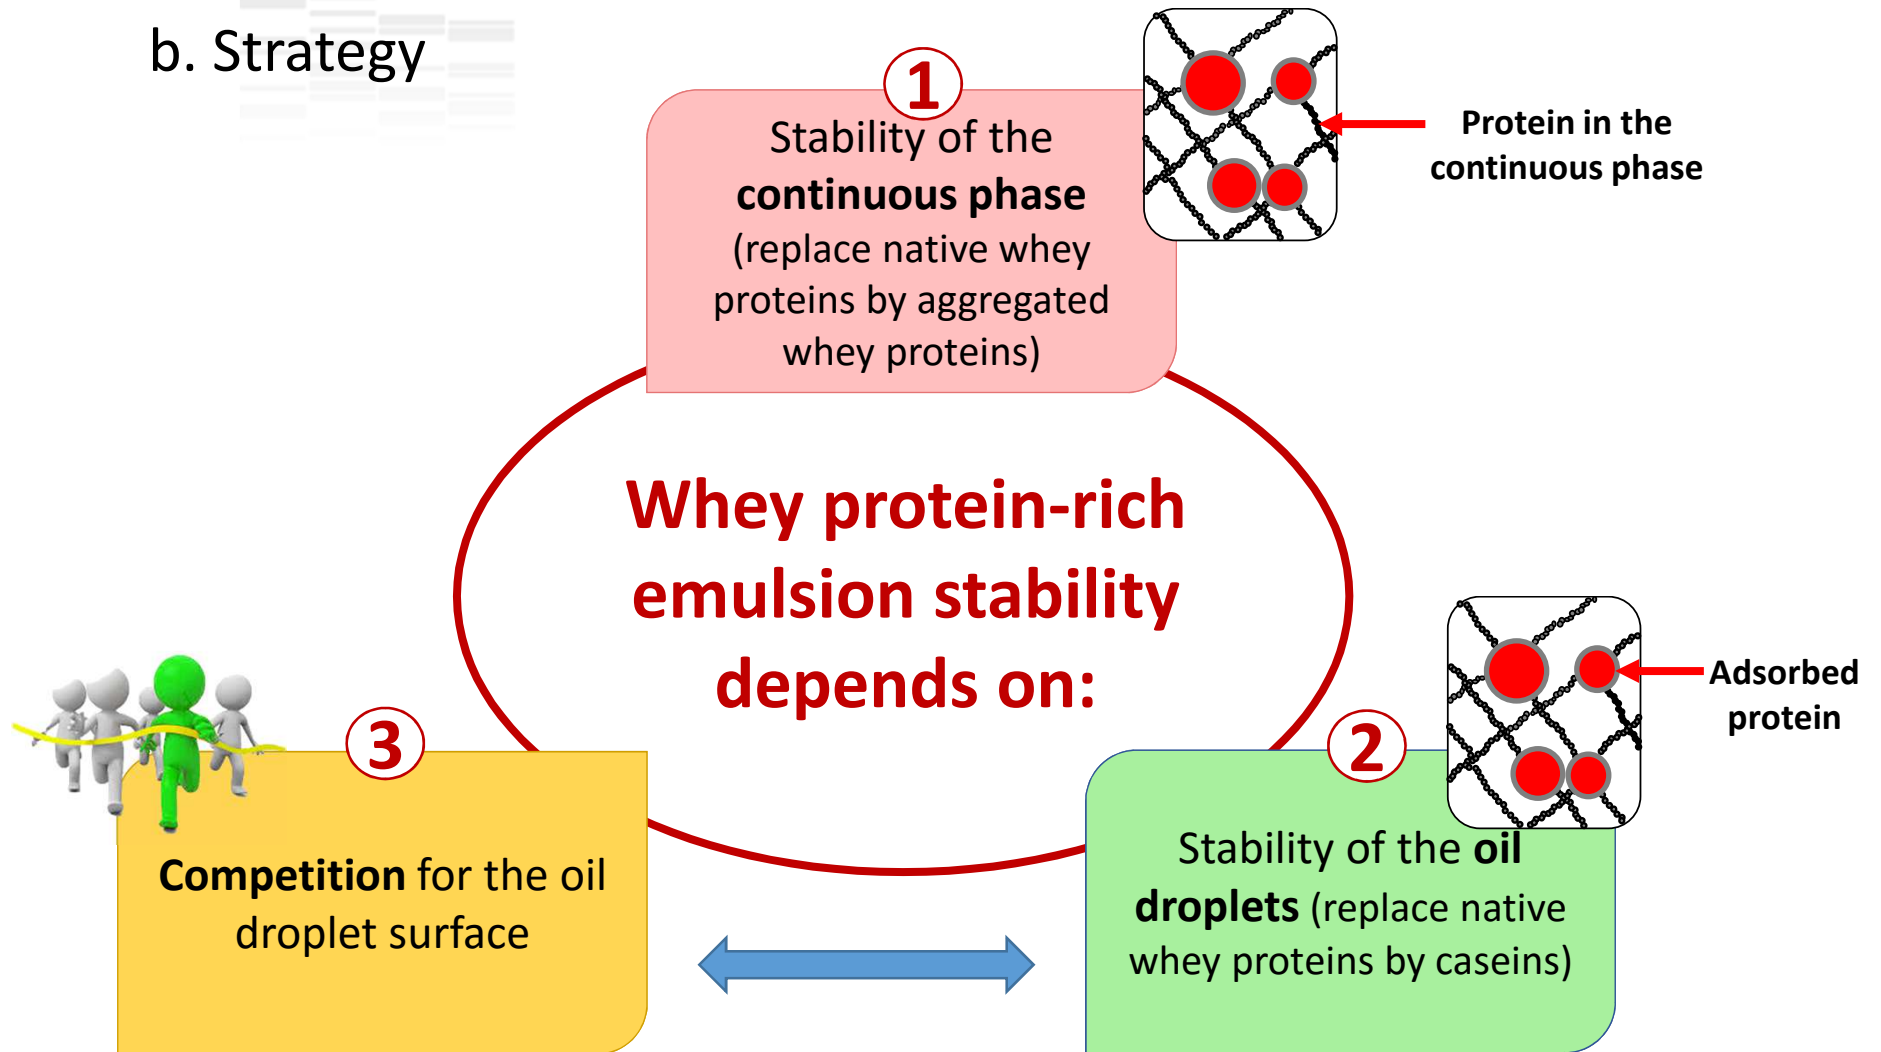 b. Strategy
1
Stability of the
continuous phase
(replace native whey
proteins by aggregated
whey proteins)
Protein in the
continuous phase
Whey protein-rich
emulsion stability
depends on:
Adsorbed
protein
3
Competition for the oil
droplet surface
2
Stability of the oil
droplets (replace native
whey proteins by caseins)